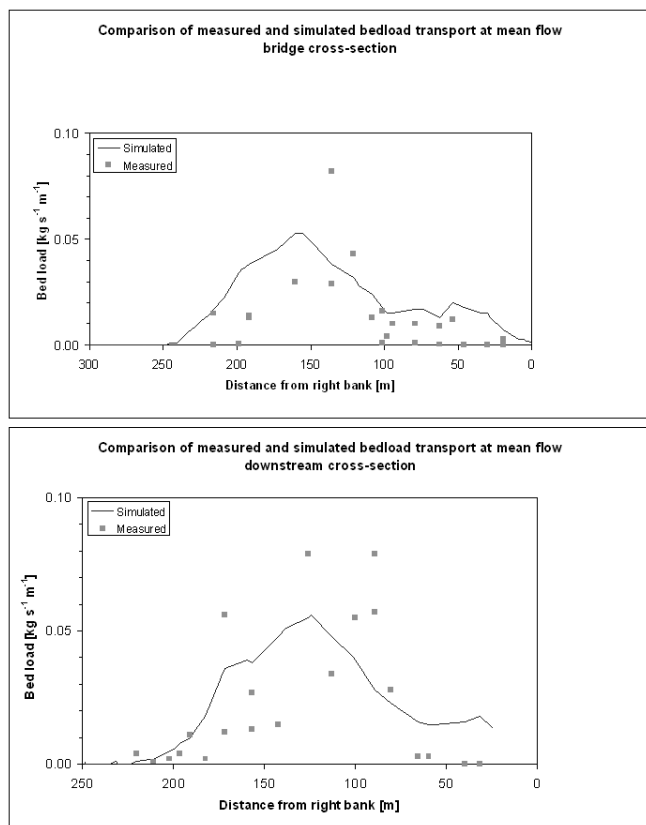 Comparison of measured and simulated bedload transport at mean flow
bridge cross-section
0.10
Simulated
Measured
Bed load [kg s⁻¹ m⁻¹]
0.05
0.00
300 250 200 150 100 50 0
Distance from right bank [m]
Comparison of measured and simulated bedload transport at mean flow
downstream cross-section
0.10
Simulated
Measured
Bed load [kg s⁻¹ m⁻¹]
0.05
0.00
250 200 150 100 50 0
Distance from right bank [m]